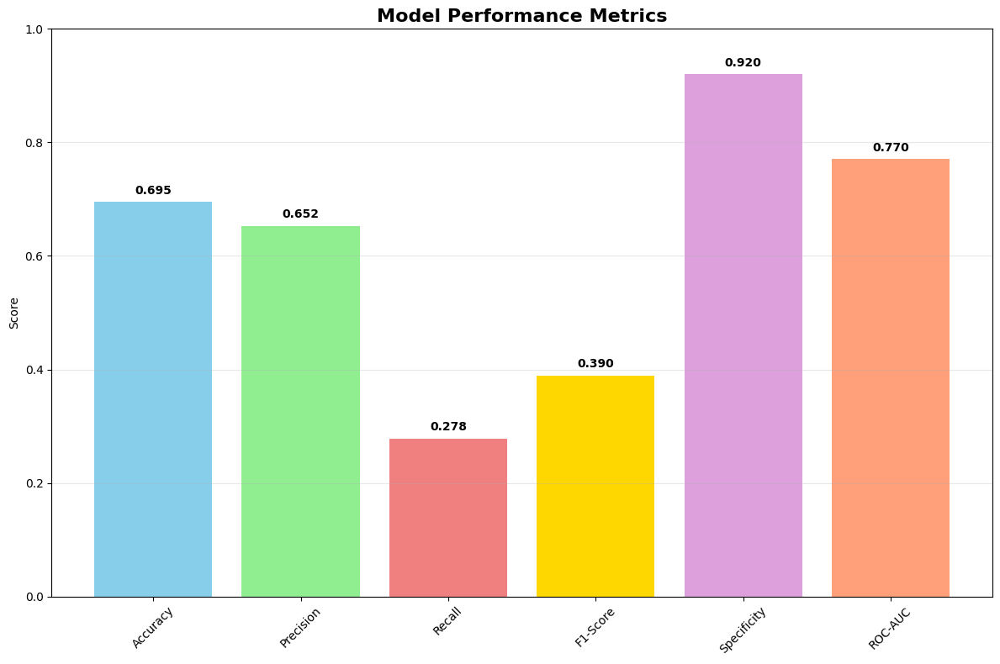 Model Performance Metrics
1.0
0.8
0.6
0.4
0.2
0.0
Score
0.695
0.652
0.278
0.390
0.920
0.770
Accuracy
Precision
Recall
F1-Score
Specificity
ROC-AUC